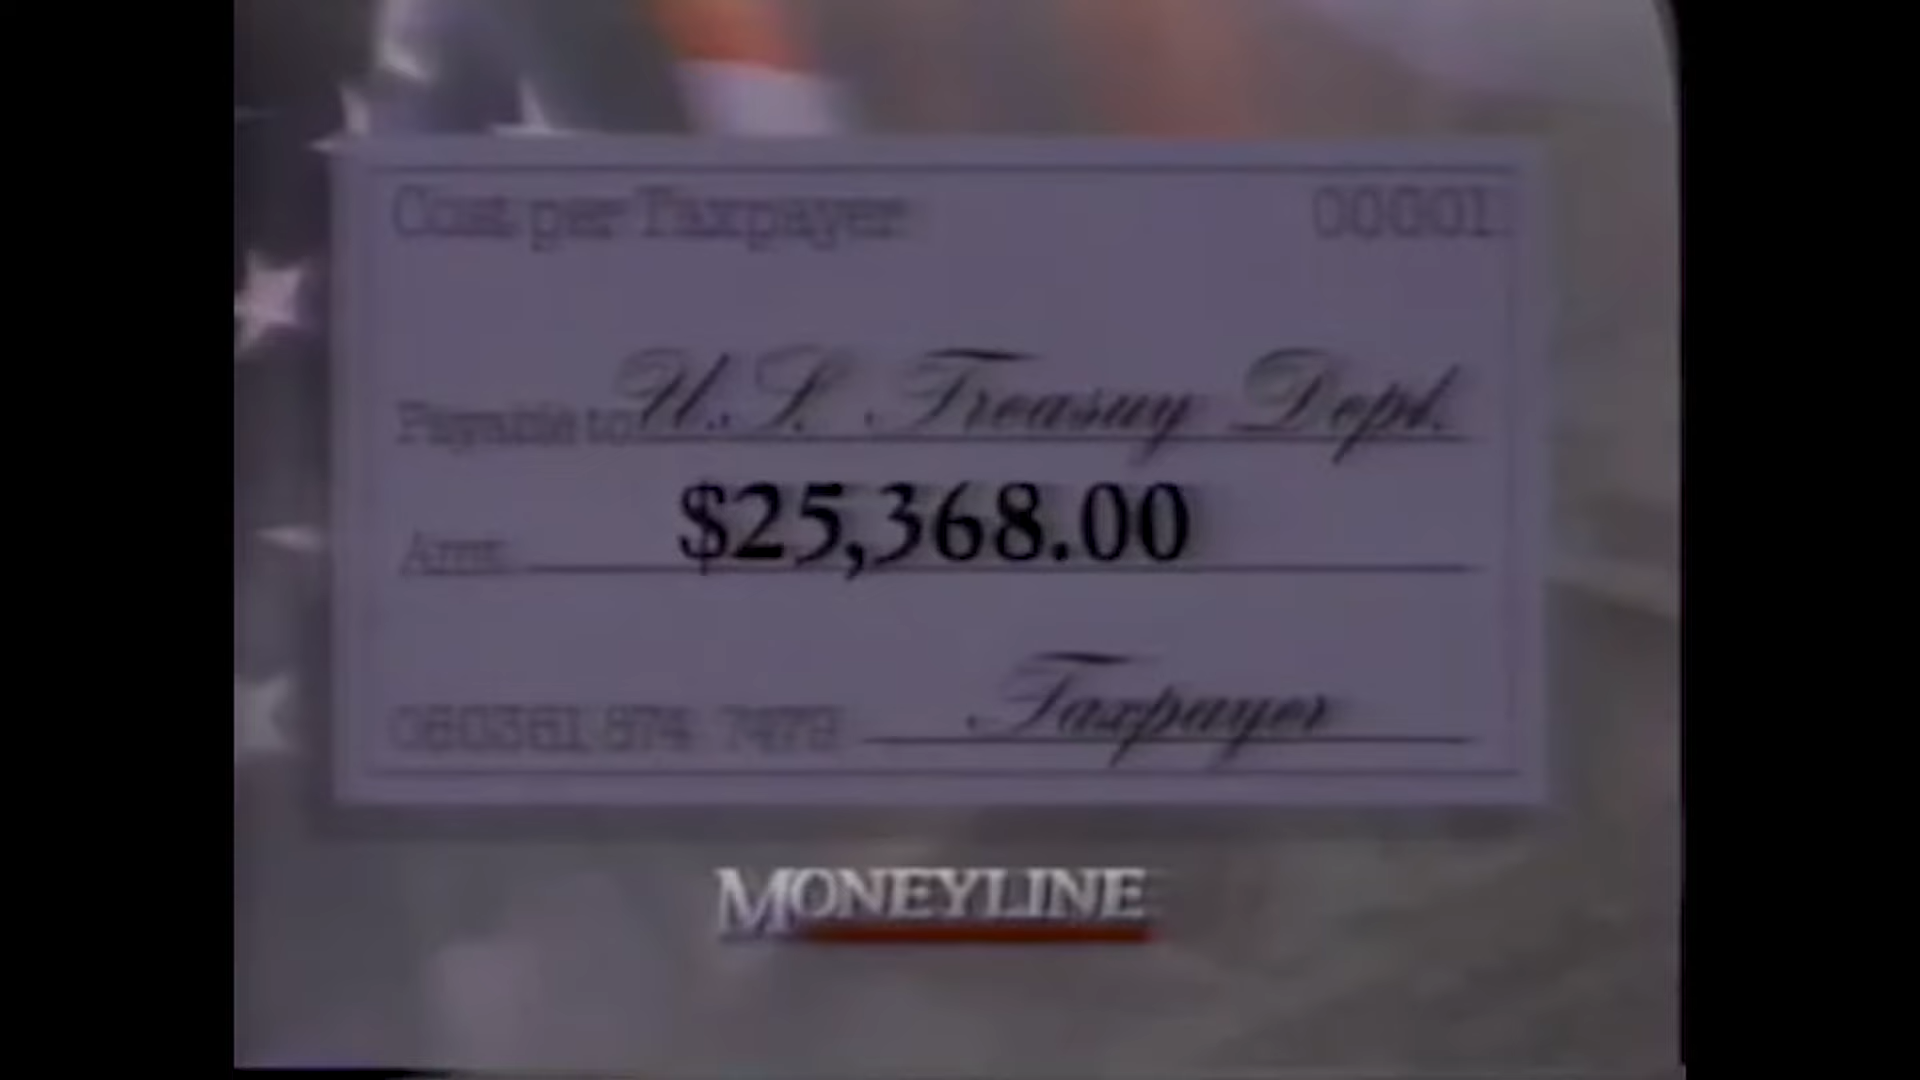 Cost per Taxpayer 00001
Payable to U.S. Treasury Dept.
Amt. $25,368.00
Taxpayer
MONEYLINE